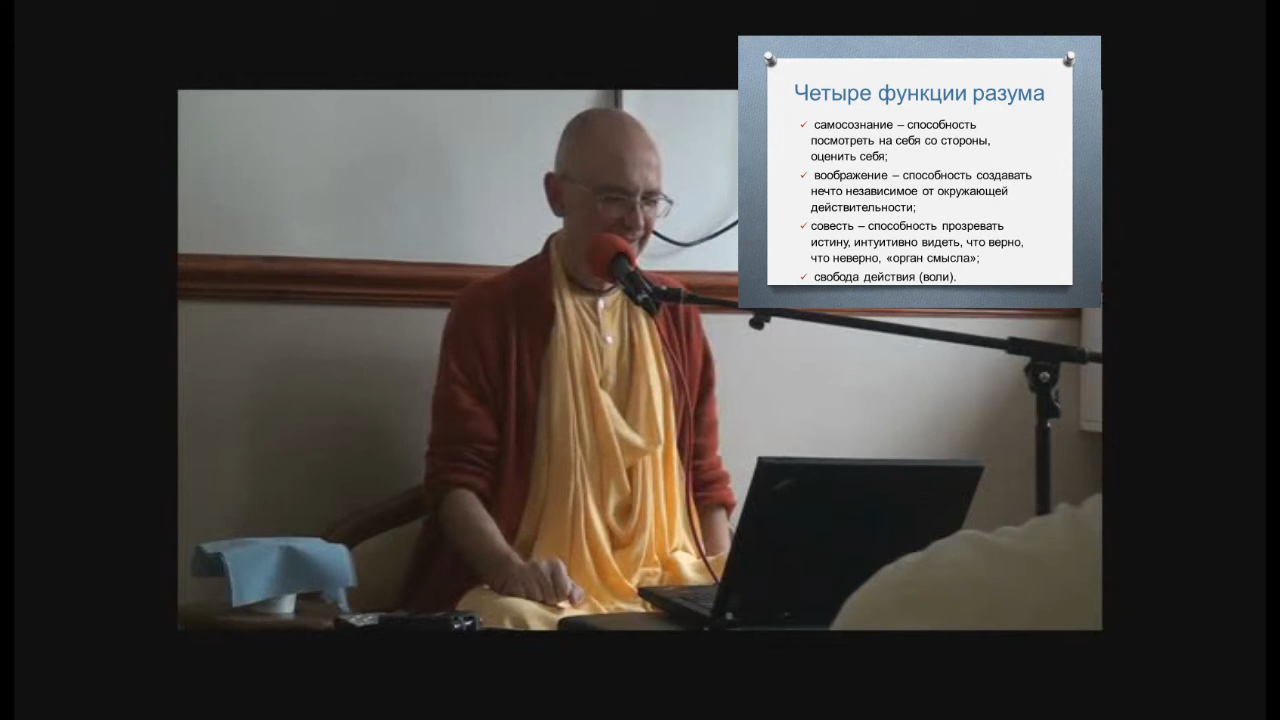 Четыре функции разума
самосознание – способность
посмотреть на себя со стороны,
оценить себя;
воображение – способность создавать
нечто независимое от окружающей
действительности;
совесть – способность прозревать
истину, интуитивно видеть, что верно,
что неверно, «орган смысла»;
свобода действия (воли).